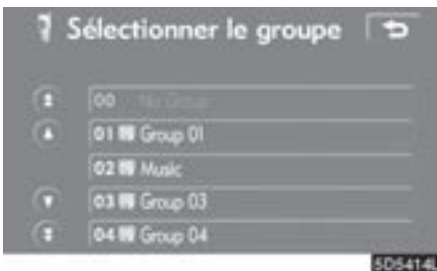 Sélectionner le groupe
00 No Group
01 Group 01
02 Music
03 Group 03
04 Group 04
5D5414L